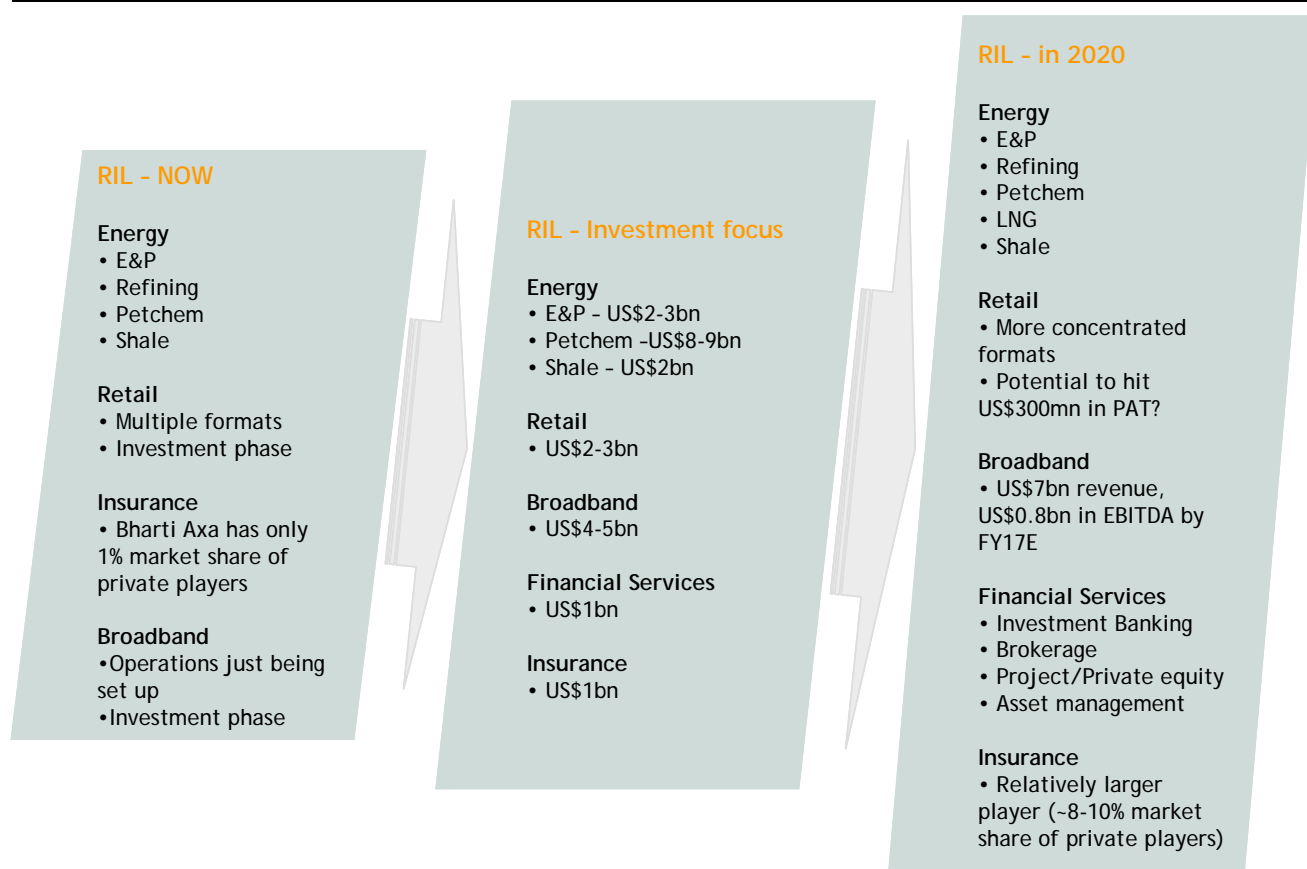 RIL – NOW
Energy
• E&P
• Refining
• Petchem
• Shale
Retail
• Multiple formats
• Investment phase
Insurance
• Bharti Axa has only
1% market share of
private players
Broadband
•Operations just being
set up
•Investment phase
RIL – Investment focus
Energy
• E&P – US$2-3bn
• Petchem –US$8-9bn
• Shale – US$2bn
Retail
• US$2-3bn
Broadband
• US$4-5bn
Financial Services
• US$1bn
Insurance
• US$1bn
RIL – in 2020
Energy
• E&P
• Refining
• Petchem
• LNG
• Shale
Retail
• More concentrated
formats
• Potential to hit
US$300mn in PAT?
Broadband
• US$7bn revenue,
US$0.8bn in EBITDA by
FY17E
Financial Services
• Investment Banking
• Brokerage
• Project/Private equity
• Asset management
Insurance
• Relatively larger
player (~8-10% market
share of private players)